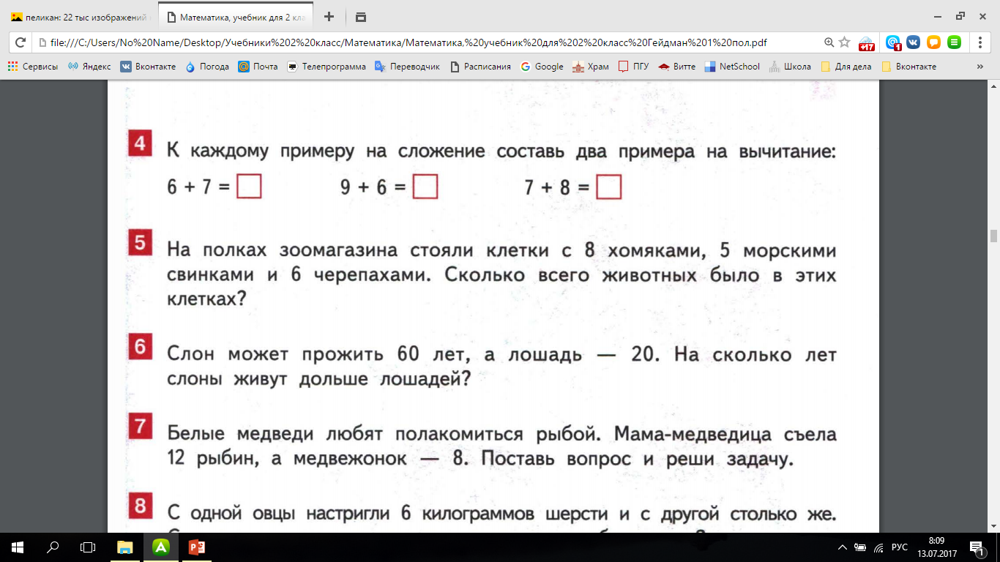 пеликан: 22 тыс изображений
Математика, учебник для 2 кла
file:///C:/Users/No%20Name/Desktop/Учебники%202%20класс/Математика/Математика,%20учебник%20для%202%20класс%20Гейдман%201%20пол.pdf
+17
1
Сервисы Яндекс Вконтакте Погода Почта Телепрограмма Переводчик Расписания Google Храм ПГУ Витте NetSchool Школа Для дела Вконтакте »
4 К каждому примеру на сложение составь два примера на вычитание:
6 + 7 = 9 + 6 = 7 + 8 =
5 На полках зоомагазина стояли клетки с 8 хомяками, 5 морскими
свинками и 6 черепахами. Сколько всего животных было в этих
клетках?
6 Слон может прожить 60 лет, а лошадь — 20. На сколько лет
слоны живут дольше лошадей?
7 Белые медведи любят полакомиться рыбой. Мама-медведица съела
12 рыбин, а медвежонок — 8. Поставь вопрос и реши задачу.
8 С одной овцы настригли 6 килограммов шерсти и с другой столько же.
РУС
8:09
13.07.2017
1